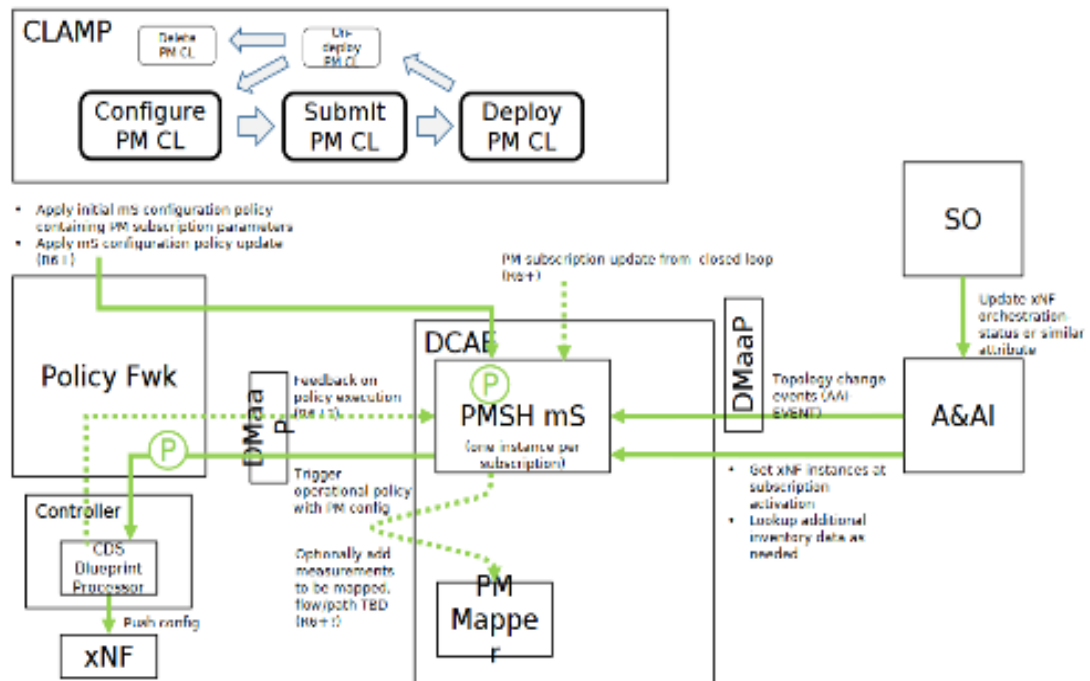 CLAMP
Delete
PM CL
Un-
deploy
PM CL
Configure
PM CL
Submit
PM CL
Deploy
PM CL
• Apply initial mS configuration policy
containing PM subscription parameters
• Apply mS configuration policy update
(R6+)
PM subscription update from closed loop
(R6+)
SO
Update xNF
orchestration-
status or similar
attribute
Policy Fwk
DCAE
P
PMSH mS
(one instance per
subscription)
DMaaP
Topology change
events (AAI-
EVENT)
A&AI
Feedback on
policy execution
(R6+?)
DMaa
P
P
Trigger
operational policy
with PM config
• Get xNF instances at
subscription
activation
• Lookup additional
inventory data as
needed
Controller
CDS
Blueprint
Processor
Optionally add
measurements
to be mapped,
flow/path TBD
(R6+?)
PM
Mappe
r
Push config
xNF